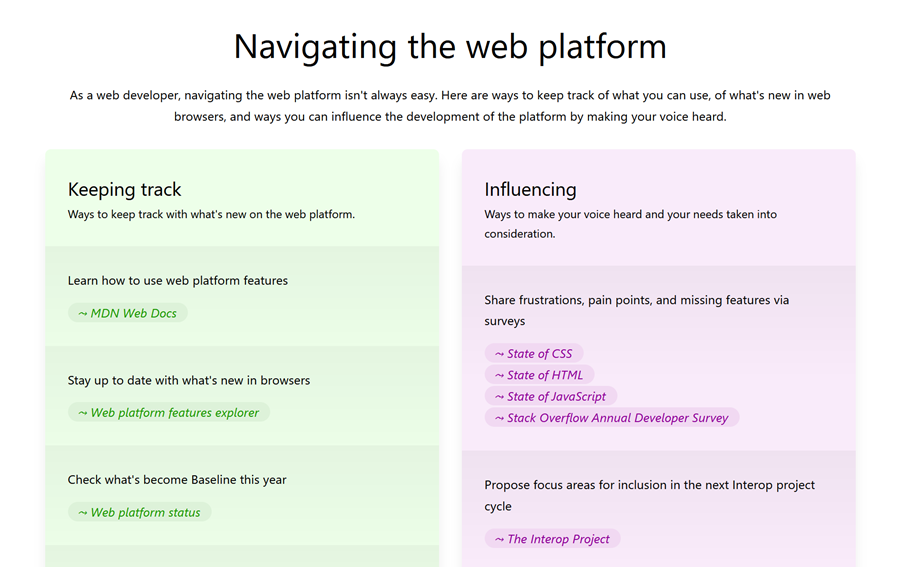 Navigating the web platform
As a web developer, navigating the web platform isn't always easy. Here are ways to keep track of what you can use, of what's new in web
browsers, and ways you can influence the development of the platform by making your voice heard.
Keeping track
Ways to keep track with what's new on the web platform.
Learn how to use web platform features
⤳ MDN Web Docs
Stay up to date with what's new in browsers
⤳ Web platform features explorer
Check what's become Baseline this year
⤳ Web platform status
Influencing
Ways to make your voice heard and your needs taken into
consideration.
Share frustrations, pain points, and missing features via
surveys
⤳ State of CSS
⤳ State of HTML
⤳ State of JavaScript
⤳ Stack Overflow Annual Developer Survey
Propose focus areas for inclusion in the next Interop project
cycle
⤳ The Interop Project